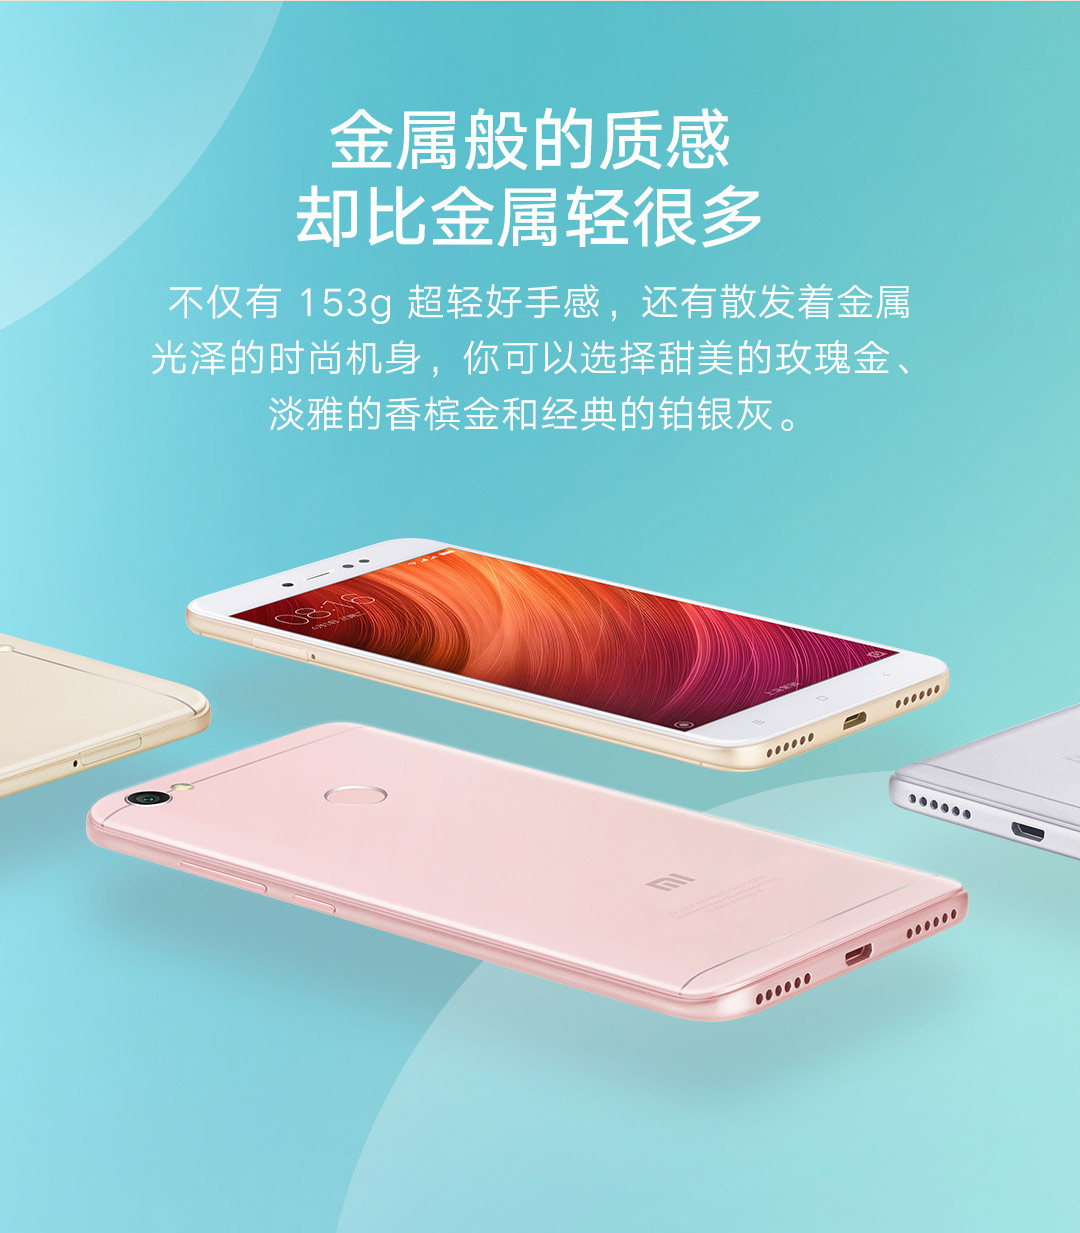 金属般的质感
却比金属轻很多
不仅有 153g 超轻好手感，还有散发着金属
光泽的时尚机身，你可以选择甜美的玫瑰金、
淡雅的香槟金和经典的铂银灰。
08:16
MI